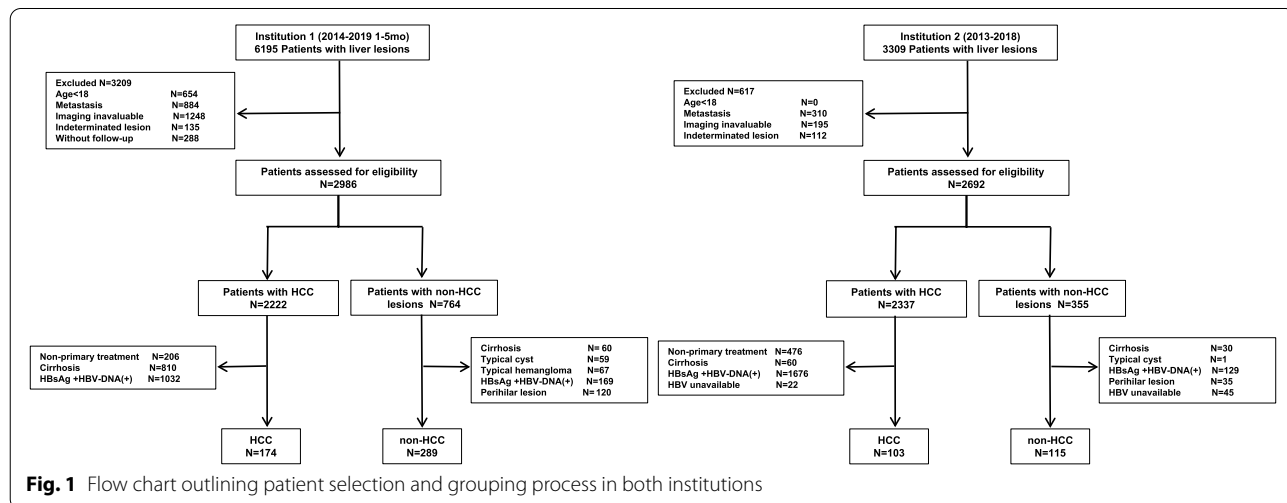 Institution 1 (2014-2019 1-5mo)
6195 Patients with liver lesions
Excluded N=3209
Age<18 N=654
Metastasis N=884
Imaging inavaluable N=1248
Indeterminated lesion N=135
Without follow-up N=288
Patients assessed for eligibility
N=2986
Patients with HCC
N=2222
Patients with non-HCC
lesions N=764
Non-primary treatment N=206
Cirrhosis N=810
HBsAg +HBV-DNA(+) N=1032
Cirrhosis N= 60
Typical cyst N=59
Typical hemangloma N=67
HBsAg +HBV-DNA(+) N=169
Perihilar lesion N= 120
HCC
N=174
non-HCC
N=289
Institution 2 (2013-2018)
3309 Patients with liver lesions
Excluded N=617
Age<18 N=0
Metastasis N=310
Imaging inavaluable N=195
Indeterminated lesion N=112
Patients assessed for eligibility
N=2692
Patients with HCC
N=2337
Patients with non-HCC
lesions N=355
Non-primary treatment N=476
Cirrhosis N=60
HBsAg +HBV-DNA(+) N=1676
HBV unavailable N=22
Cirrhosis N=30
Typical cyst N=1
HBsAg +HBV-DNA(+) N=129
Perihilar lesion N=35
HBV unavailable N=45
HCC
N=103
non-HCC
N=115
Fig. 1 Flow chart outlining patient selection and grouping process in both institutions